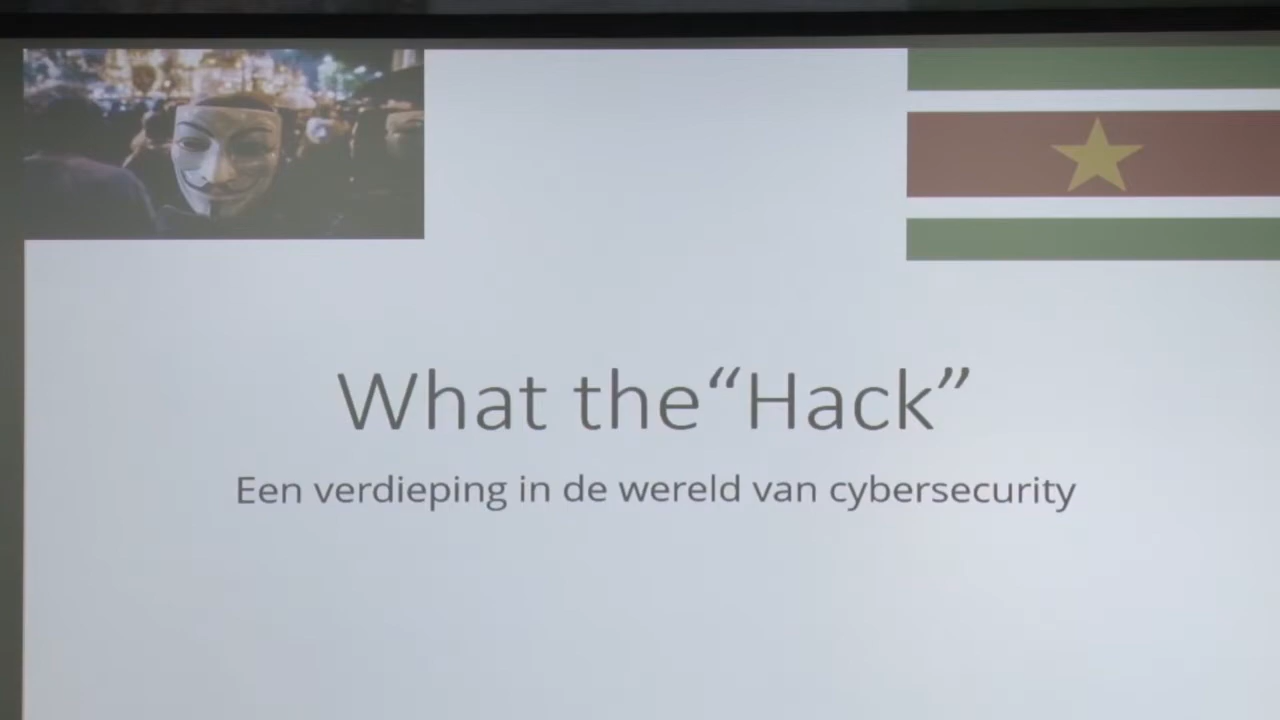 What the“Hack”
Een verdieping in de wereld van cybersecurity